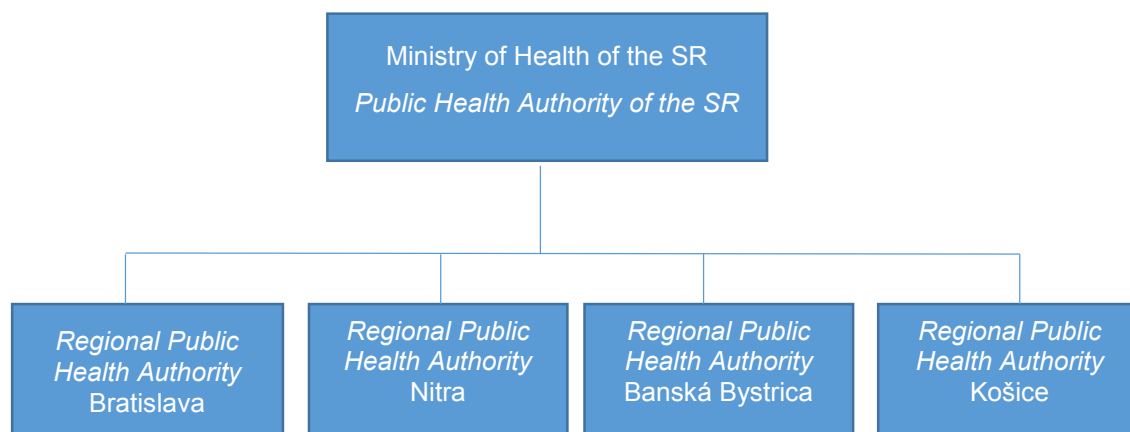 Ministry of Health of the SR
Public Health Authority of the SR
Regional Public
Health Authority
Bratislava
Regional Public
Health Authority
Nitra
Regional Public
Health Authority
Banská Bystrica
Regional Public
Health Authority
Košice